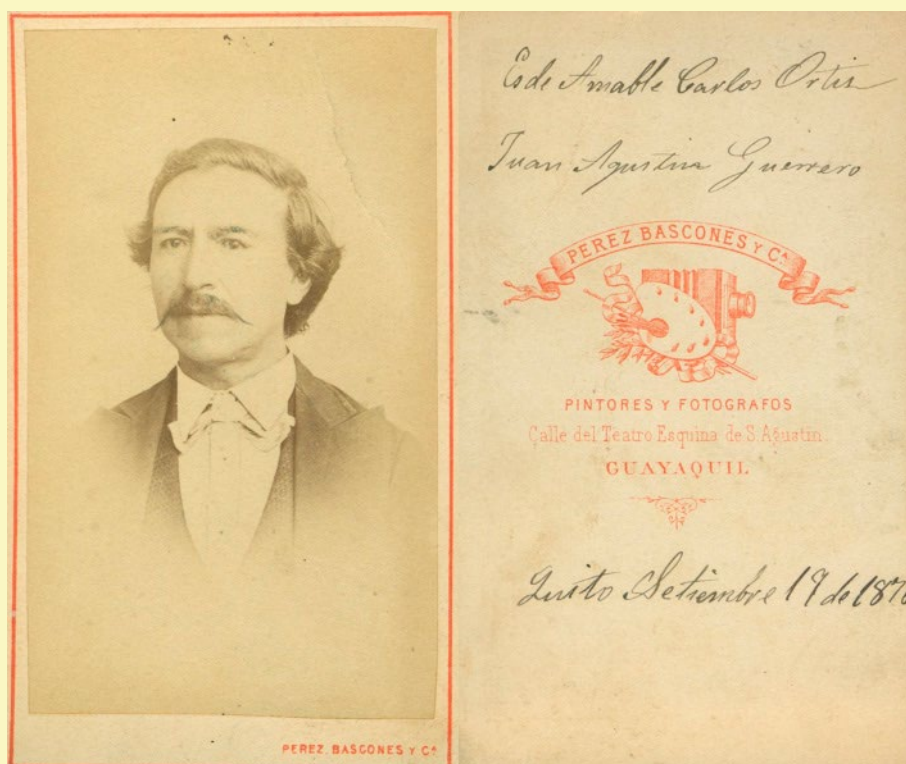 PEREZ, BASCONES Y Cª
Es de Amable Carlos Ortiz
Juan Agustin Guerrero
PEREZ BASCONES Y Cª
PINTORES Y FOTOGRAFOS
Calle del Teatro Esquina de S. Agustin.
GUAYAQUIL
Quito Setiembre 19 de